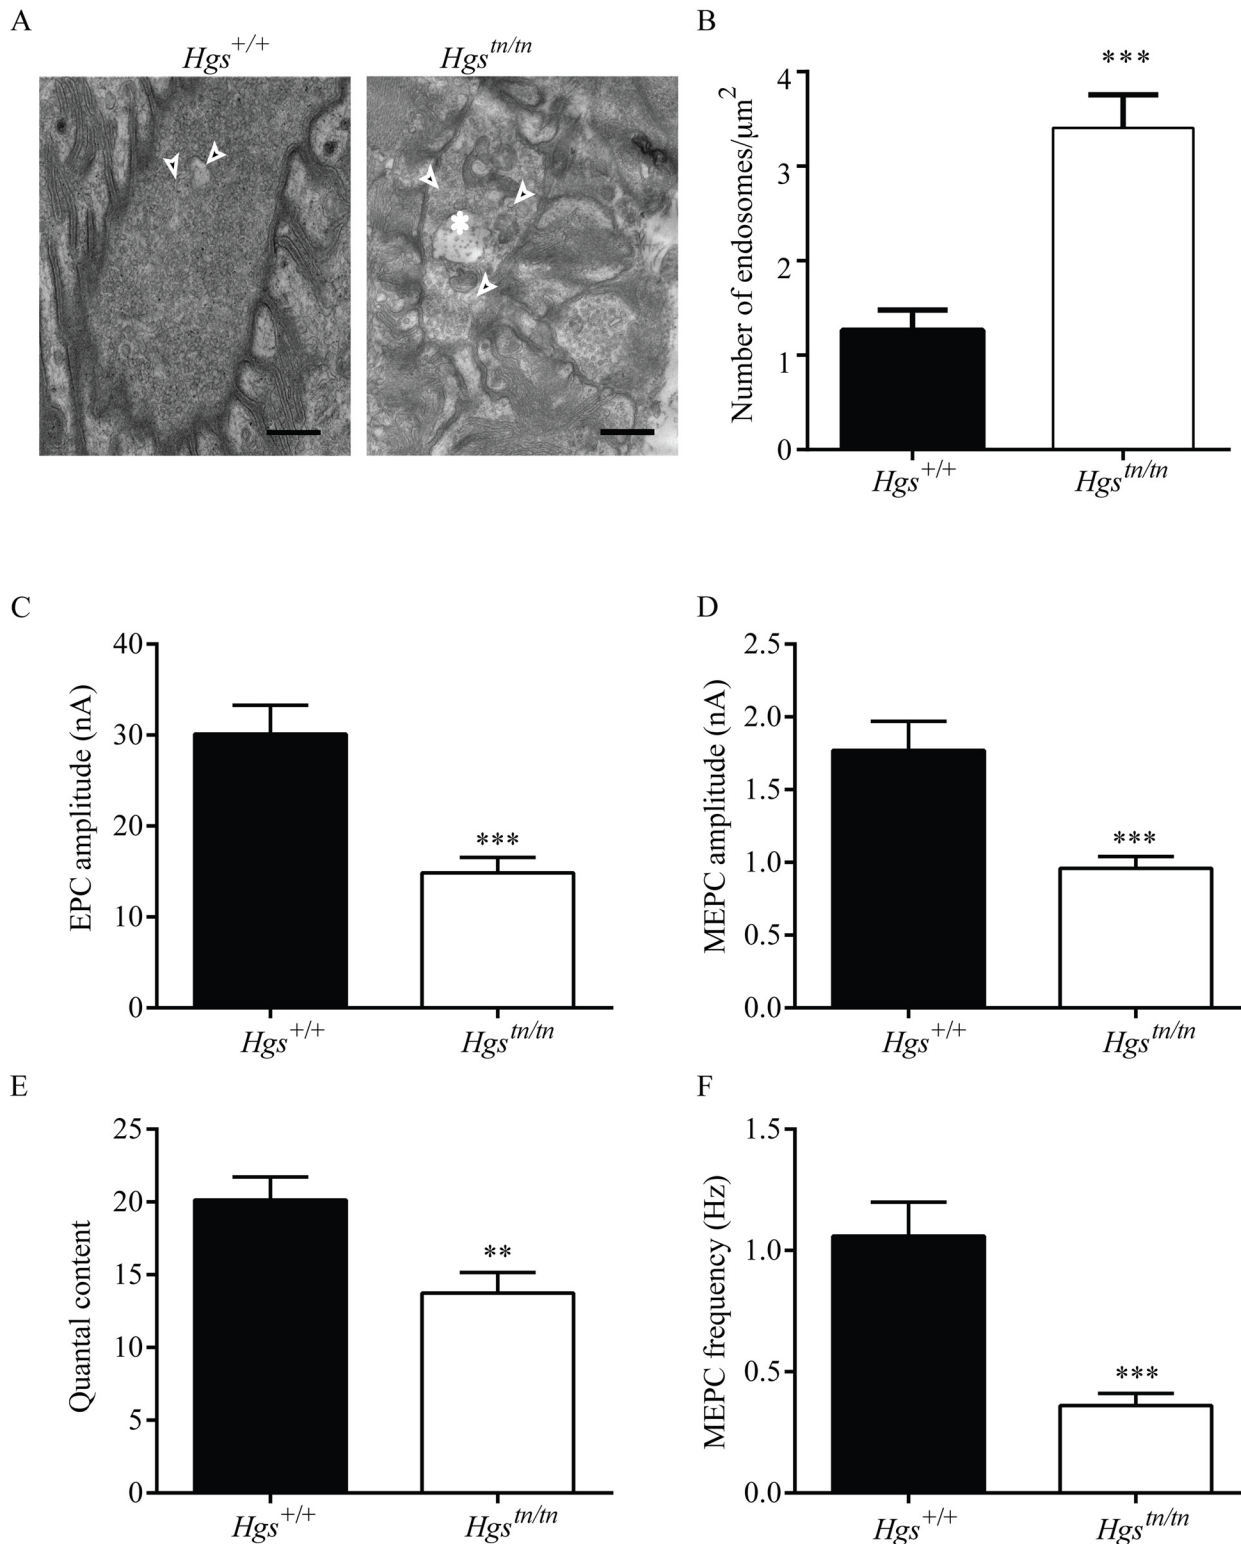 A
Hgs+/+
Hgstn/tn
B
***
Number of endosomes/μm2
4
3
2
1
0
Hgs+/+
Hgstn/tn
C
EPC amplitude (nA)
40
30
20
10
0
***
Hgs+/+
Hgstn/tn
D
MEPC amplitude (nA)
2.5
2.0
1.5
1.0
0.5
0.0
***
Hgs+/+
Hgstn/tn
E
Quantal content
25
20
15
10
5
0
**
Hgs+/+
Hgstn/tn
F
MEPC frequency (Hz)
1.5
1.0
0.5
0.0
***
Hgs+/+
Hgstn/tn